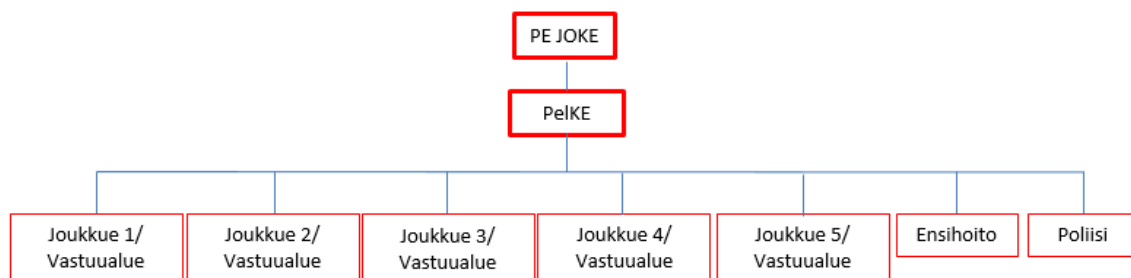 PE JOKE
PelKE
Joukkue 1/
Vastuualue
Joukkue 2/
Vastuualue
Joukkue 3/
Vastuualue
Joukkue 4/
Vastuualue
Joukkue 5/
Vastuualue
Ensihoito
Poliisi